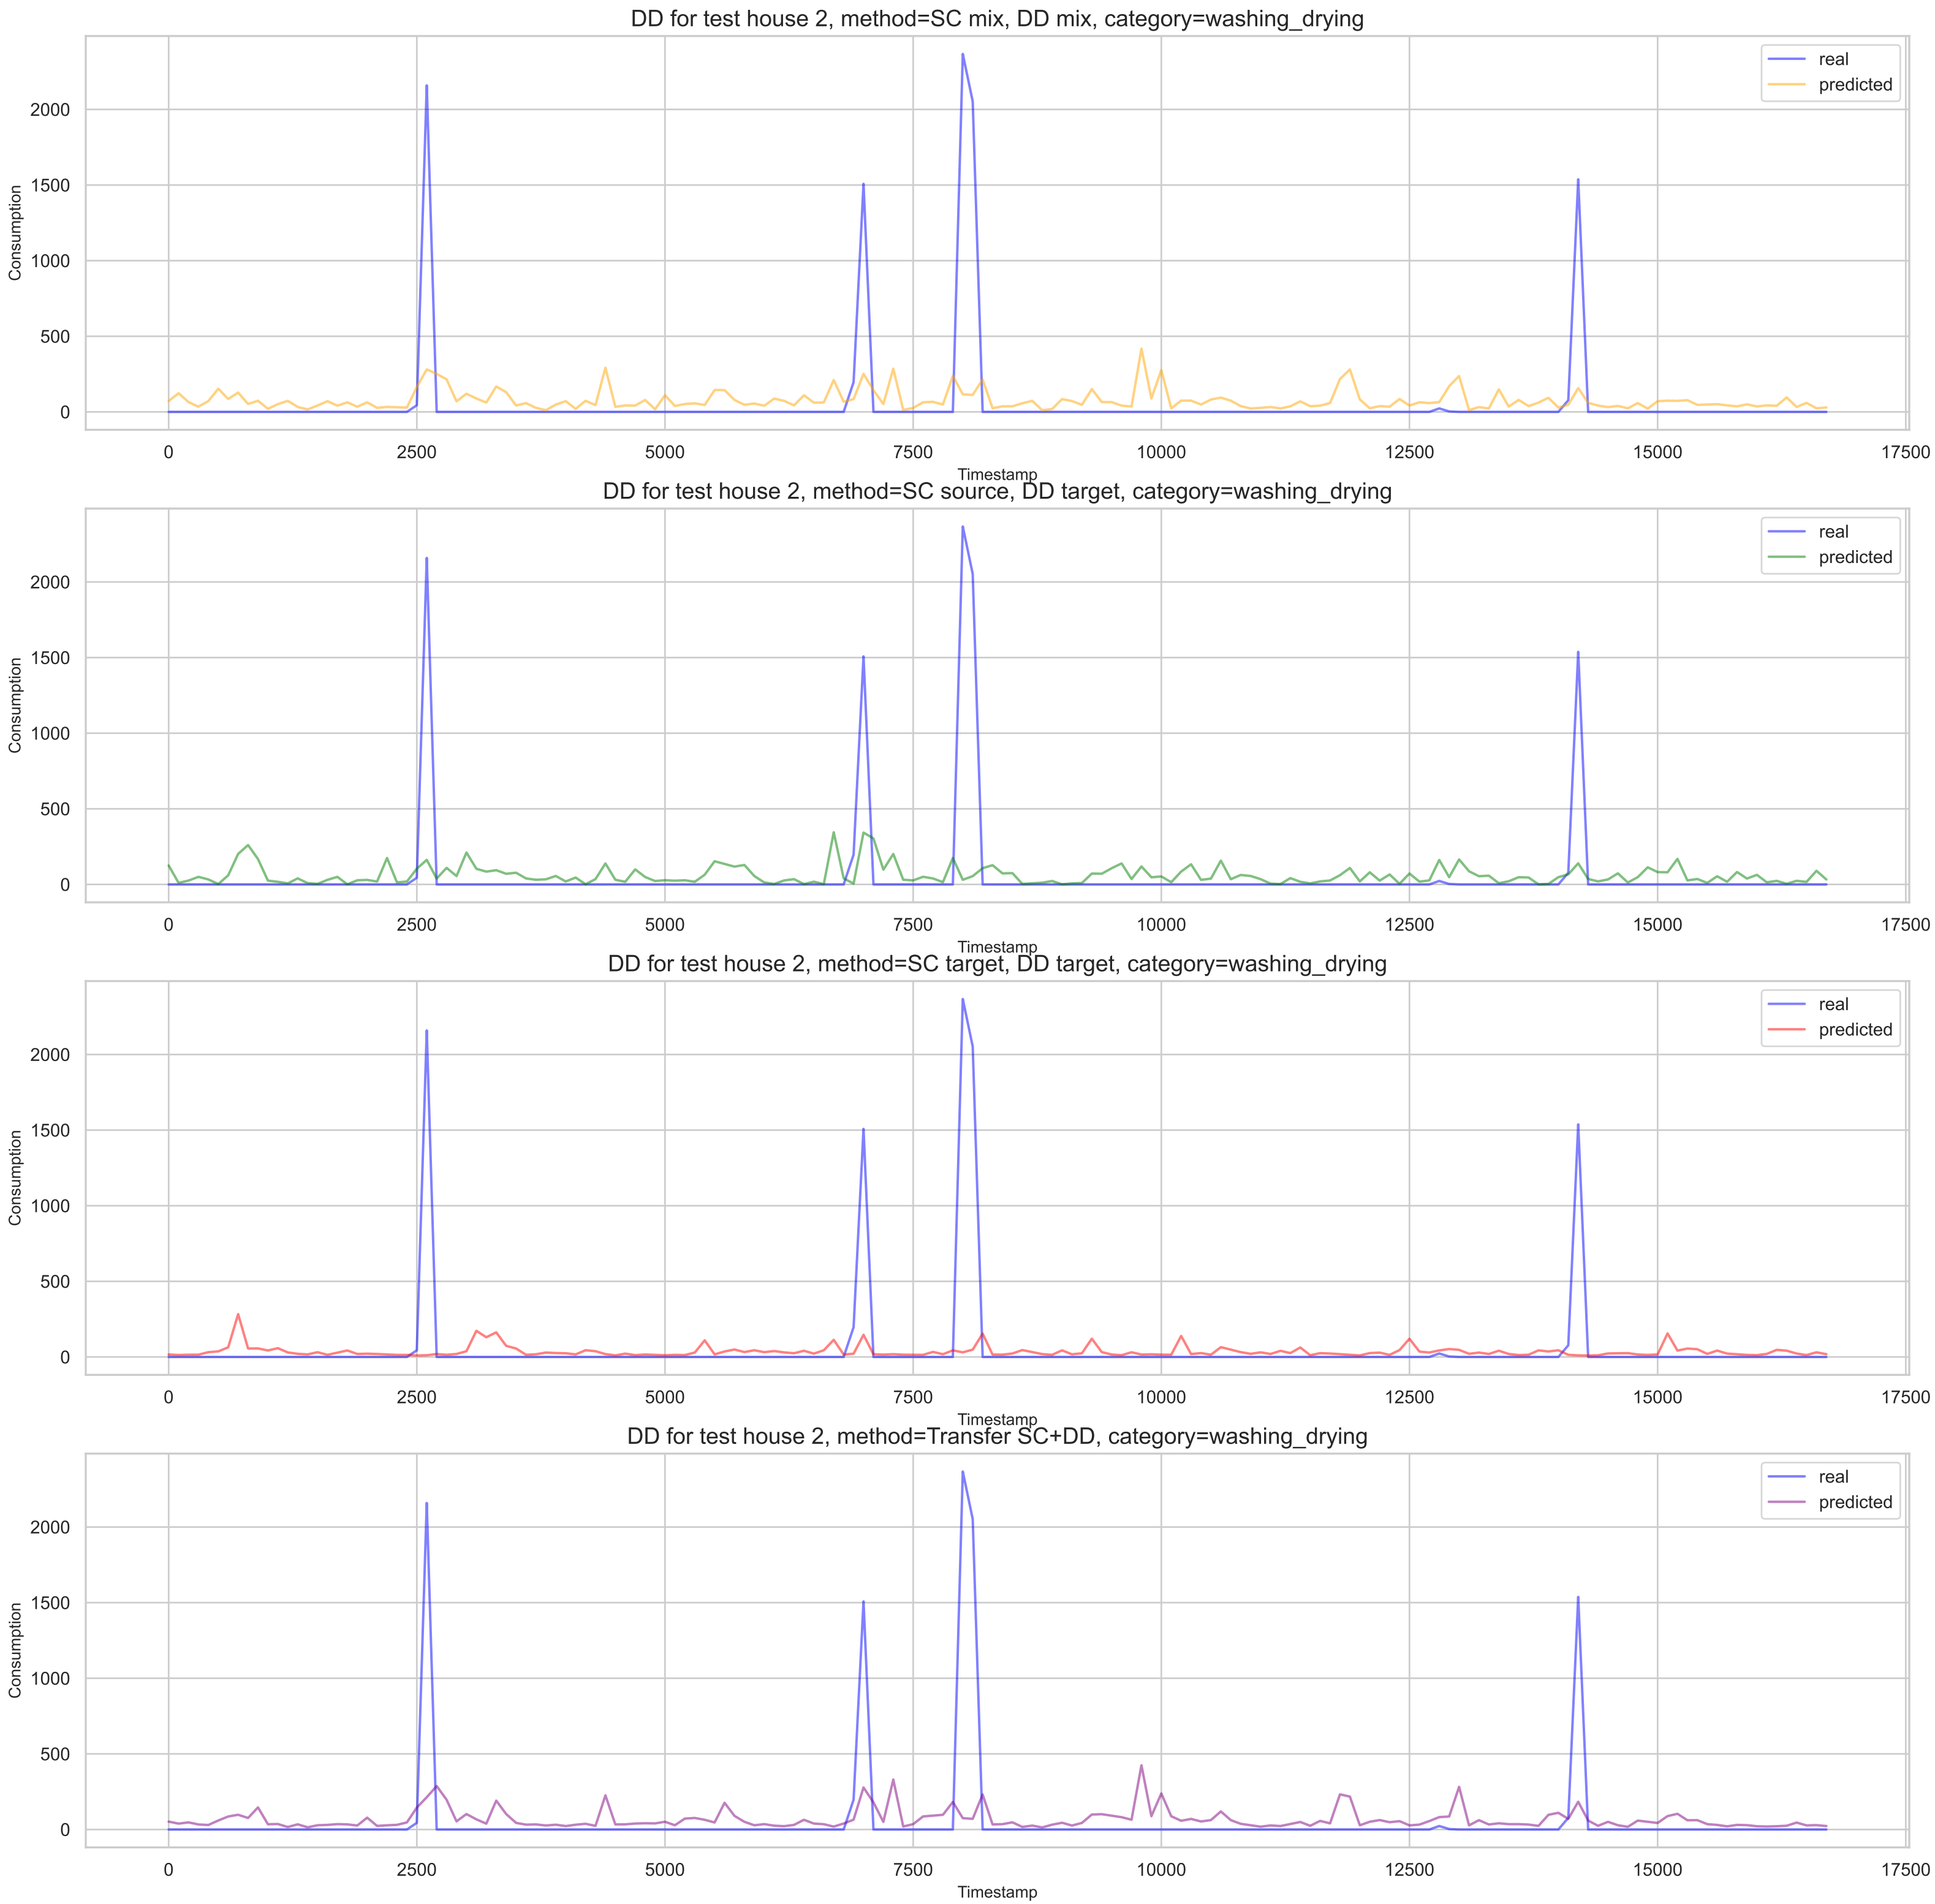 DD for test house 2, method=SC mix, DD mix, category=washing_drying
real
predicted
2000
1500
1000
500
0
Consumption
0 2500 5000 7500 10000 12500 15000 17500
Timestamp
DD for test house 2, method=SC source, DD target, category=washing_drying
real
predicted
2000
1500
1000
500
0
Consumption
0 2500 5000 7500 10000 12500 15000 17500
Timestamp
DD for test house 2, method=SC target, DD target, category=washing_drying
real
predicted
2000
1500
1000
500
0
Consumption
0 2500 5000 7500 10000 12500 15000 17500
Timestamp
DD for test house 2, method=Transfer SC+DD, category=washing_drying
real
predicted
2000
1500
1000
500
0
Consumption
0 2500 5000 7500 10000 12500 15000 17500
Timestamp